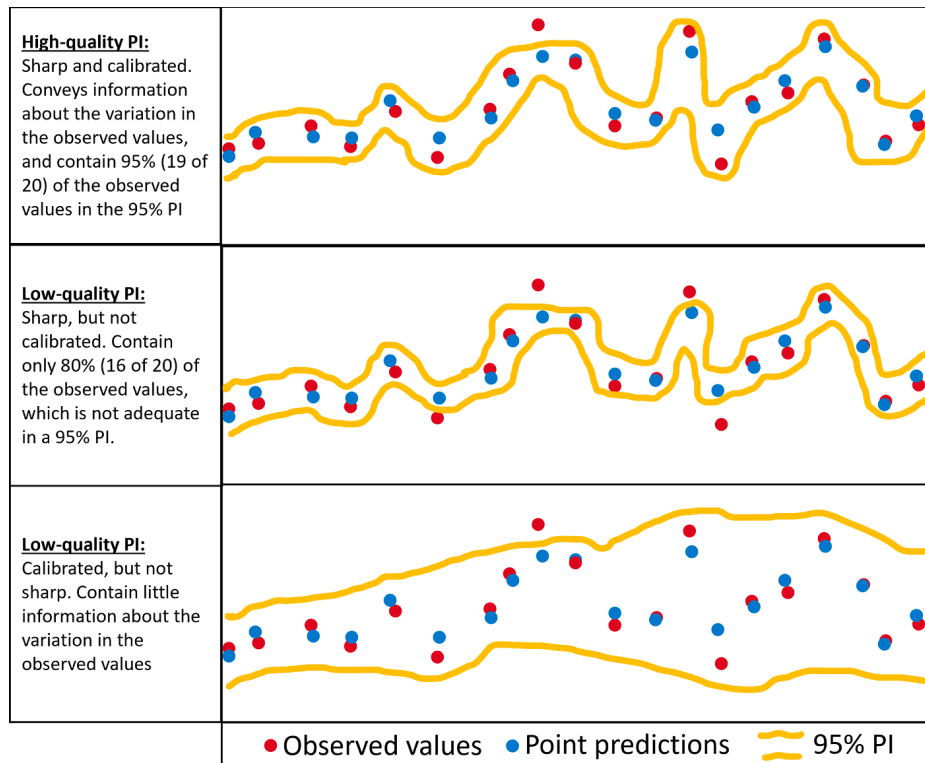 High-quality PI:
Sharp and calibrated.
Conveys information
about the variation in
the observed values,
and contain 95% (19 of
20) of the observed
values in the 95% PI
Low-quality PI:
Sharp, but not
calibrated. Contain
only 80% (16 of 20) of
the observed values,
which is not adequate
in a 95% PI.
Low-quality PI:
Calibrated, but not
sharp. Contain little
information about the
variation in the
observed values
Observed values Point predictions 95% PI